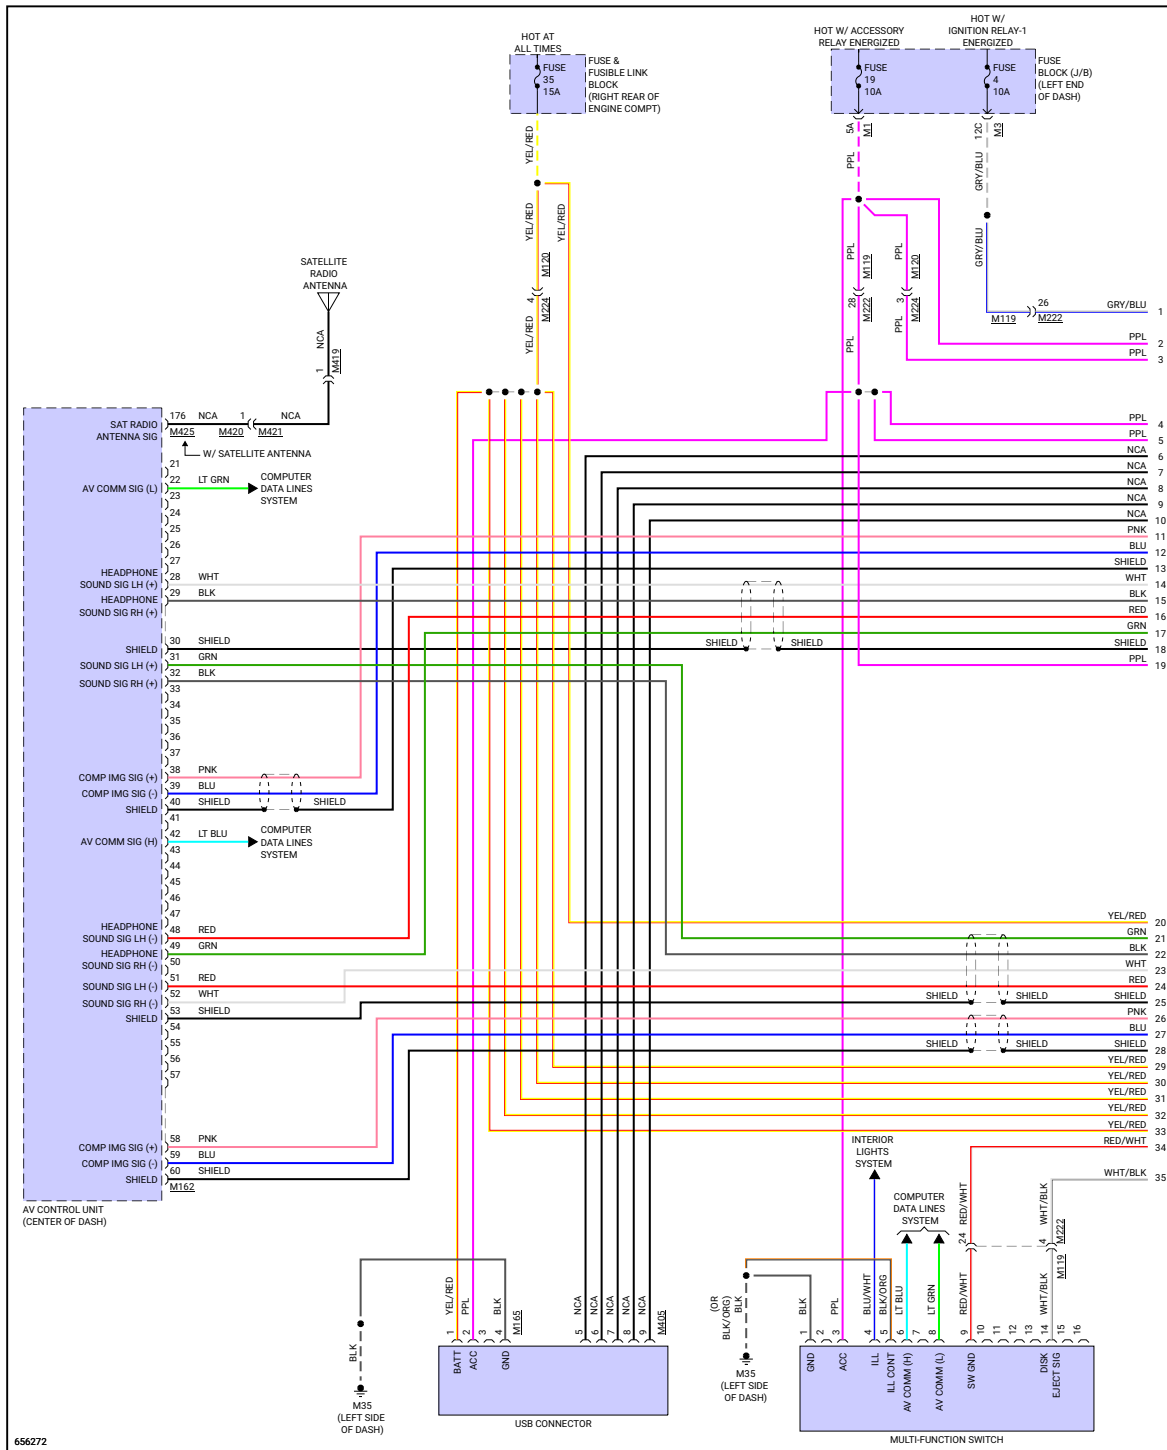 HOT AT
ALL TIMES
FUSE
35
15A
FUSE &
FUSIBLE LINK
BLOCK
(RIGHT REAR OF
ENGINE COMPT)
HOT W/ ACCESSORY
RELAY ENERGIZED
HOT W/
IGNITION RELAY-1
ENERGIZED
FUSE
19
10A
FUSE
4
10A
FUSE
BLOCK (J/B)
(LEFT END
OF DASH)
5A
M1
12C
M3
YEL/RED
PPL
GRY/BLU
YEL/RED
YEL/RED
M120
4
M224
YEL/RED
PPL
M119
28
M222
PPL
PPL
M120
3
M224
PPL
GRY/BLU
M119
26
M222
GRY/BLU 1
PPL 2
PPL 3
PPL 4
PPL 5
NCA 6
NCA 7
NCA 8
NCA 9
NCA 10
PNK 11
BLU 12
SHIELD 13
WHT 14
BLK 15
RED 16
GRN 17
SHIELD SHIELD SHIELD 18
PPL 19
YEL/RED 20
GRN 21
BLK 22
WHT 23
RED 24
SHIELD SHIELD SHIELD 25
PNK 26
BLU 27
SHIELD SHIELD SHIELD 28
YEL/RED 29
YEL/RED 30
YEL/RED 31
YEL/RED 32
YEL/RED 33
RED/WHT 34
WHT/BLK 35
SATELLITE
RADIO
ANTENNA
NCA
1
M419
SAT RADIO
ANTENNA SIG
176 NCA 1 NCA
M425 M420 M421
W/ SATELLITE ANTENNA
21
AV COMM SIG (L) 22 LT GRN
COMPUTER
DATA LINES
SYSTEM
23
24
25
26
27
HEADPHONE
SOUND SIG LH (+) 28 WHT
HEADPHONE
SOUND SIG RH (+) 29 BLK
SHIELD 30 SHIELD
SOUND SIG LH (+) 31 GRN
SOUND SIG RH (+) 32 BLK
33
34
35
36
37
COMP IMG SIG (+) 38 PNK
COMP IMG SIG (-) 39 BLU
SHIELD 40 SHIELD SHIELD
41
AV COMM SIG (H) 42 LT BLU
COMPUTER
DATA LINES
SYSTEM
43
44
45
46
47
HEADPHONE
SOUND SIG LH (-) 48 RED
HEADPHONE
SOUND SIG RH (-) 49 GRN
50
SOUND SIG LH (-) 51 RED
SOUND SIG RH (-) 52 WHT
SHIELD 53 SHIELD
54
55
56
57
COMP IMG SIG (+) 58 PNK
COMP IMG SIG (-) 59 BLU
SHIELD 60 SHIELD
M162
AV CONTROL UNIT
(CENTER OF DASH)
INTERIOR
LIGHTS
SYSTEM
COMPUTER
DATA LINES
SYSTEM
RED/WHT
24
RED/WHT
WHT/BLK
4
M222
M119
WHT/BLK
BLK
M35
(LEFT SIDE
OF DASH)
YEL/RED 1 BATT
PPL 2 ACC
3
BLK 4 GND
M165
NCA 5
NCA 6
NCA 7
NCA 8
NCA 9
M405
USB CONNECTOR
(OR
BLK/ORG)
BLK
M35
(LEFT SIDE
OF DASH)
BLK 1 GND
2
PPL 3 ACC
BLU/WHT 4 ILL
BLK/ORG 5 ILL CONT
LT BLU 6 AV COMM (H)
7
LT GRN 8 AV COMM (L)
9 SW GND
10
11
12
13
14 DISK
EJECT SIG
15
16
MULTI-FUNCTION SWITCH
656272